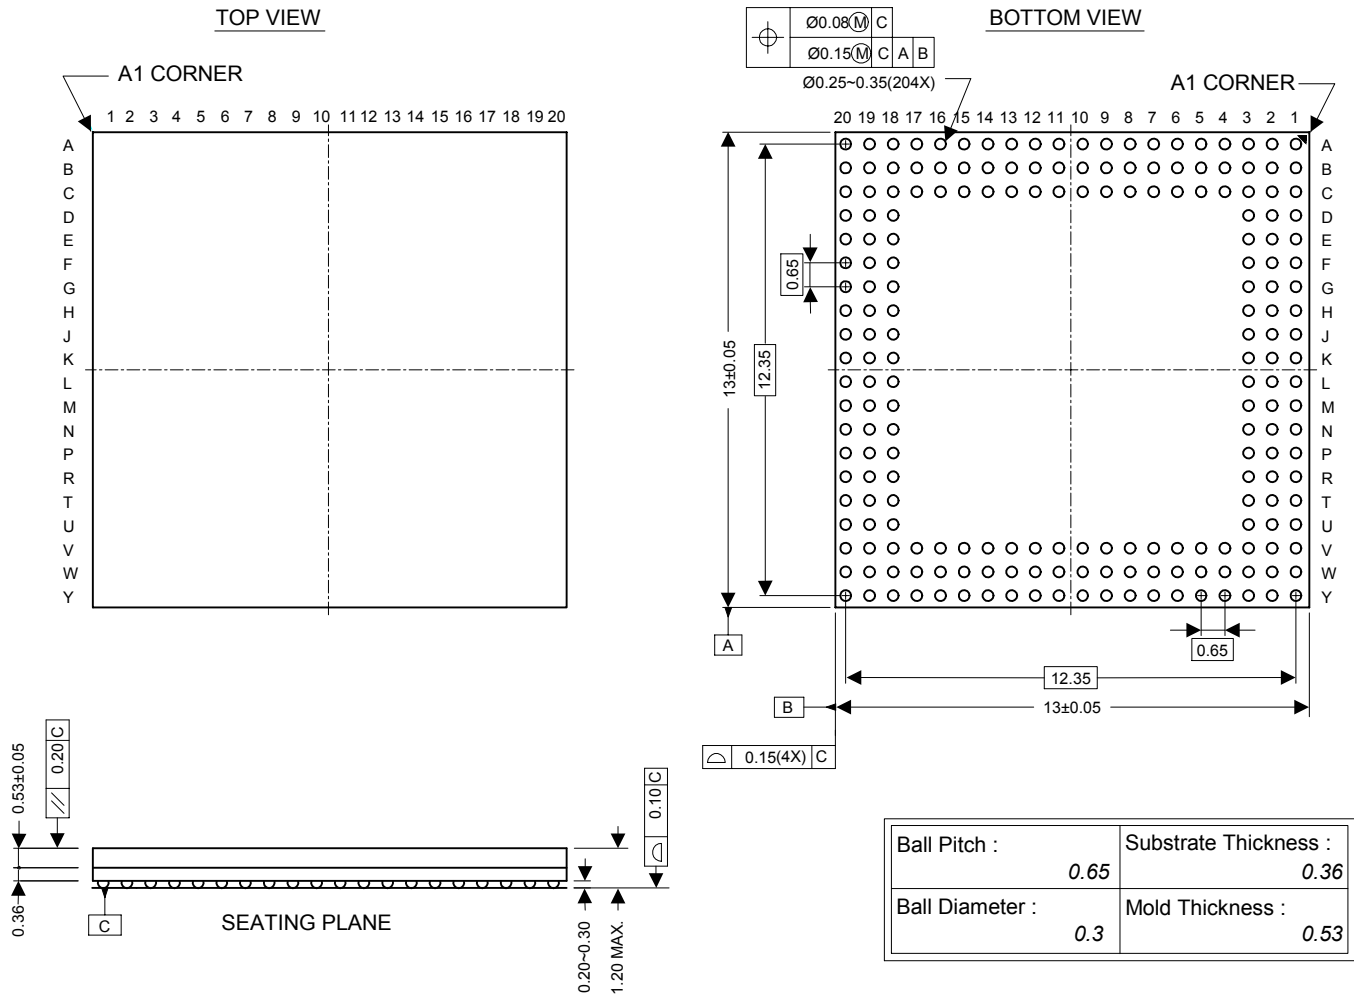 TOP VIEW
A1 CORNER
1 2 3 4 5 6 7 8 9 10 11 12 13 14 15 16 17 18 19 20
A
B
C
D
E
F
G
H
J
K
L
M
N
P
R
T
U
V
W
Y
BOTTOM VIEW
Ø0.08Ⓜ C
Ø0.15Ⓜ C A B
Ø0.25~0.35(204X)
A1 CORNER
20 19 18 17 16 15 14 13 12 11 10 9 8 7 6 5 4 3 2 1
A
B
C
D
E
F
G
H
J
K
L
M
N
P
R
T
U
V
W
Y
0.65
13±0.05
12.35
A
0.65
12.35
B
13±0.05
0.15(4X) C
0.53±0.05
0.20 C
0.10 C
0.36
C
SEATING PLANE
0.20~0.30
1.20 MAX.
Ball Pitch :
0.65
Substrate Thickness :
0.36
Ball Diameter :
0.3
Mold Thickness :
0.53